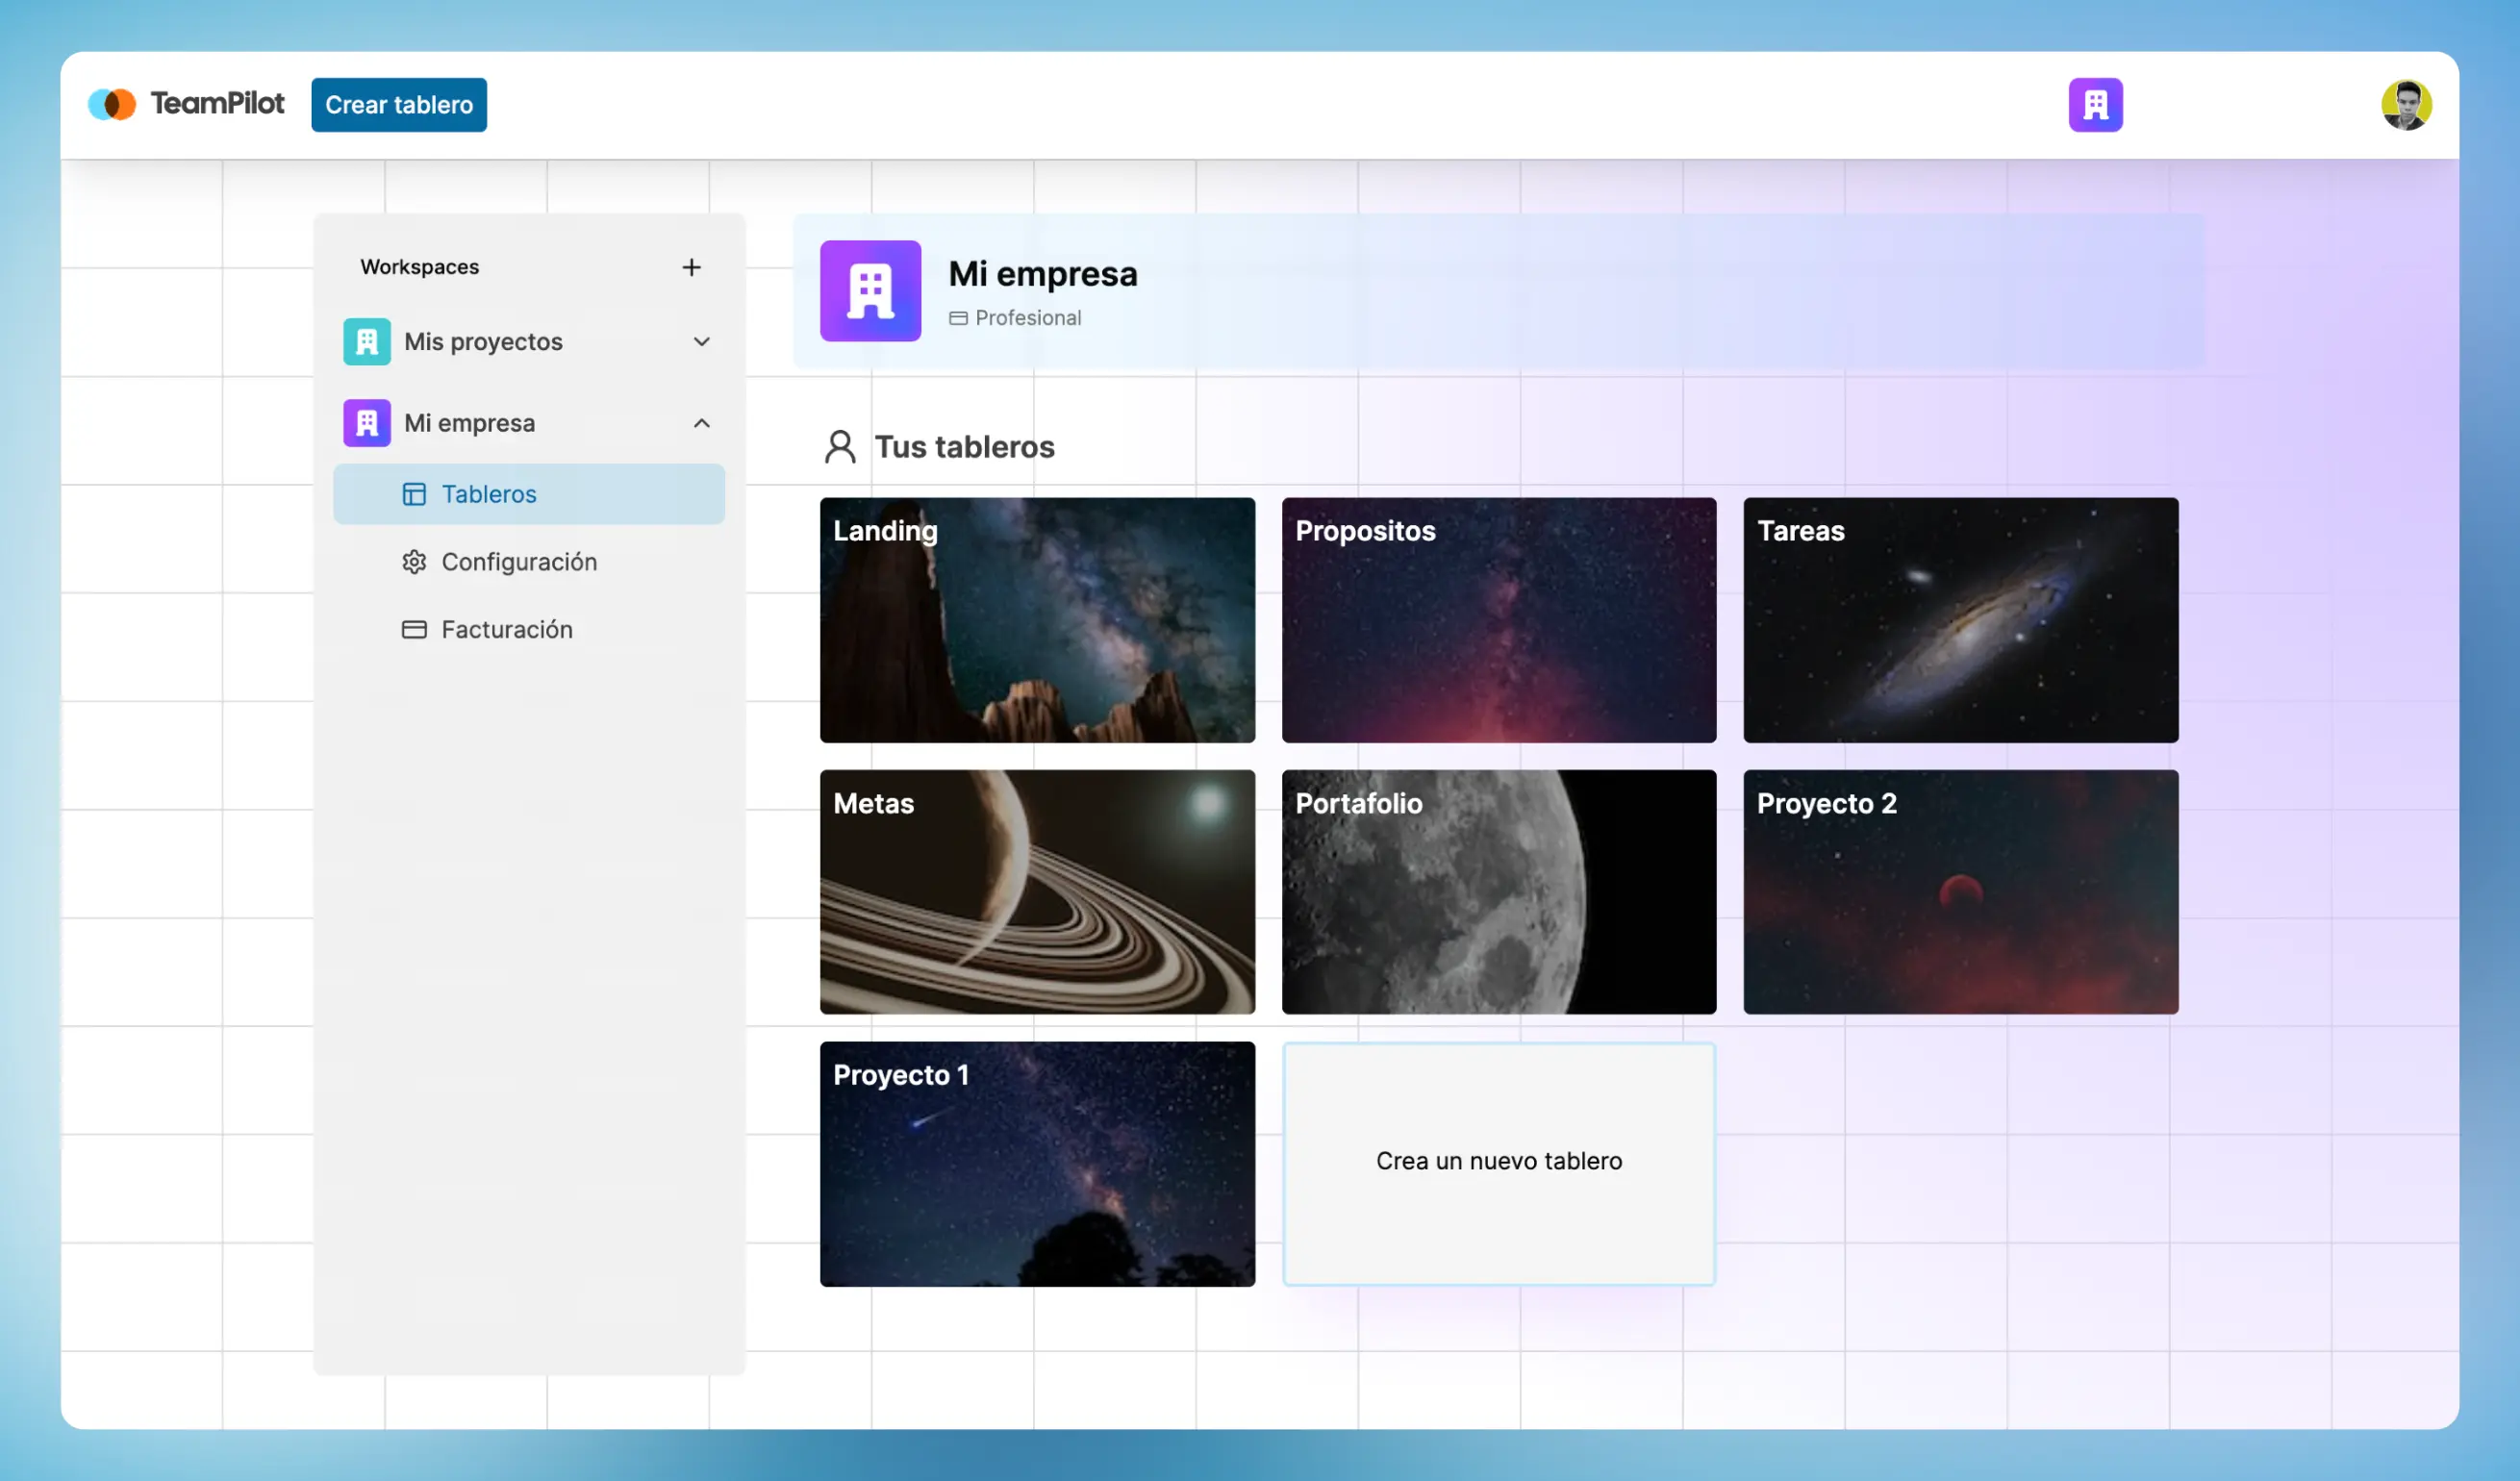 TeamPilot
Crear tablero
Workspaces
Mis proyectos
Mi empresa
Tableros
Configuración
Facturación
Mi empresa
Profesional
Tus tableros
Landing
Propositos
Tareas
Metas
Portafolio
Proyecto 2
Proyecto 1
Crea un nuevo tablero